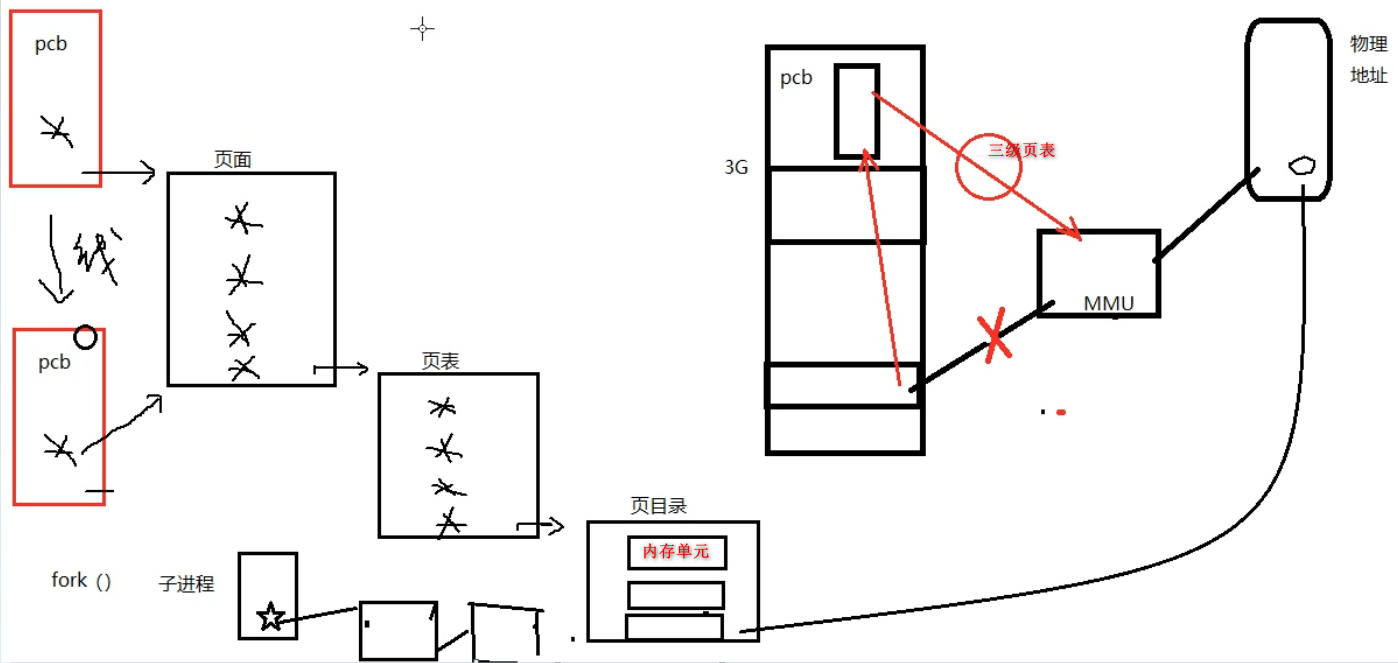 pcb
页面
线
pcb
页表
页目录
内存单元
fork（）
子进程
pcb
3G
三级页表
MMU
物理
地址